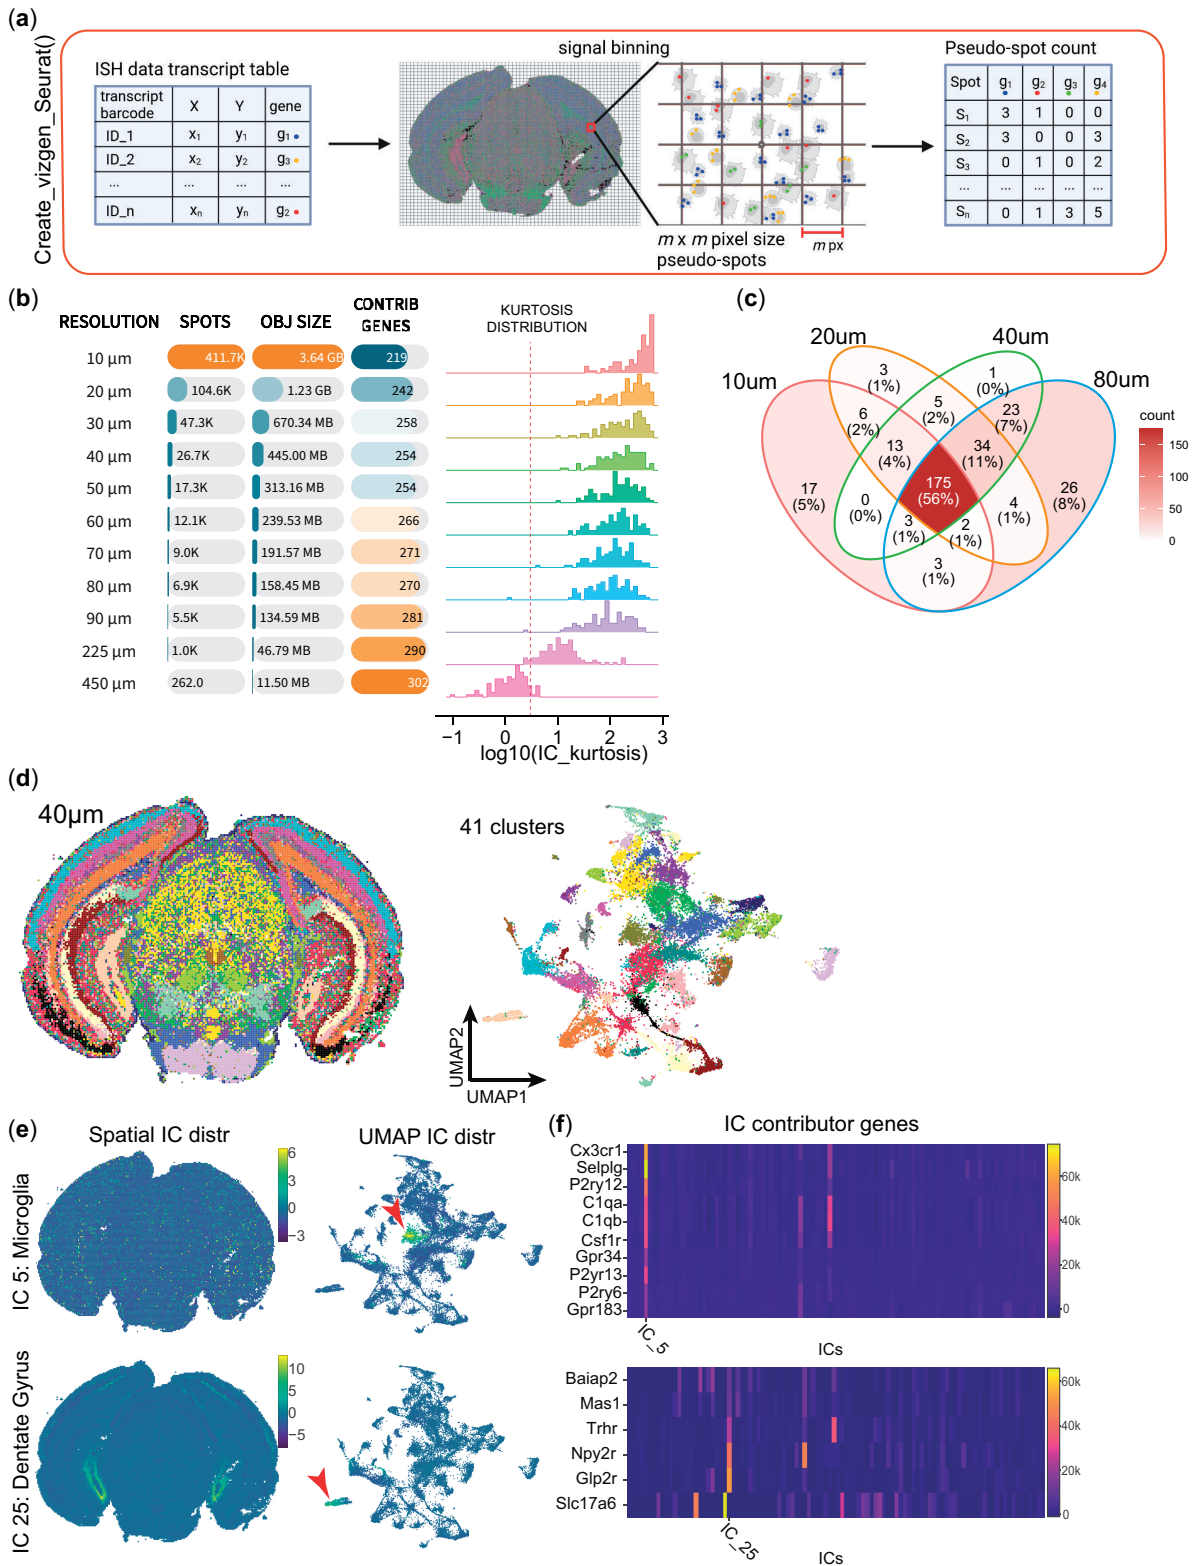 (a)
Create_vizgen_Seurat()
ISH data transcript table
transcript barcode X Y gene
ID_1 x1 y1 g1
ID_2 x2 y2 g3
... ... ... ...
ID_n xn yn g2
signal binning
m x m pixel size
pseudo-spots
m px
Pseudo-spot count
Spot g1 g2 g3 g4
S1 3 1 0 0
S2 3 0 0 3
S3 0 1 0 2
... ... ... ... ...
Sn 0 1 3 5
(b)
RESOLUTION SPOTS OBJ SIZE CONTRIB GENES
KURTOSIS
DISTRIBUTION
10 µm 411.7K 3.64 GB 219
20 µm 104.6K 1.23 GB 242
30 µm 47.3K 670.34 MB 258
40 µm 26.7K 445.00 MB 254
50 µm 17.3K 313.16 MB 254
60 µm 12.1K 239.53 MB 266
70 µm 9.0K 191.57 MB 271
80 µm 6.9K 158.45 MB 270
90 µm 5.5K 134.59 MB 281
225 µm 1.0K 46.79 MB 290
450 µm 262.0 11.50 MB 302
−1 0 1 2 3
log10(IC_kurtosis)
(c)
10um
20um
40um
80um
3
(1%)
1
(0%)
6
(2%)
5
(2%)
23
(7%)
13
(4%)
34
(11%)
17
(5%)
0
(0%)
175
(56%)
4
(1%)
26
(8%)
3
(1%)
2
(1%)
3
(1%)
count
150
100
50
0
(d)
40µm
41 clusters
UMAP2
UMAP1
(e)
Spatial IC distr
UMAP IC distr
IC 5: Microglia
6
3
0
−3
IC 25: Dentate Gyrus
10
5
0
−5
(f)
IC contributor genes
Cx3cr1
Selplg
P2ry12
C1qa
C1qb
Csf1r
Gpr34
P2yr13
P2ry6
Gpr183
60k
40k
20k
0
IC_5
ICs
Baiap2
Mas1
Trhr
Npy2r
Glp2r
Slc17a6
60k
40k
20k
0
IC_25
ICs